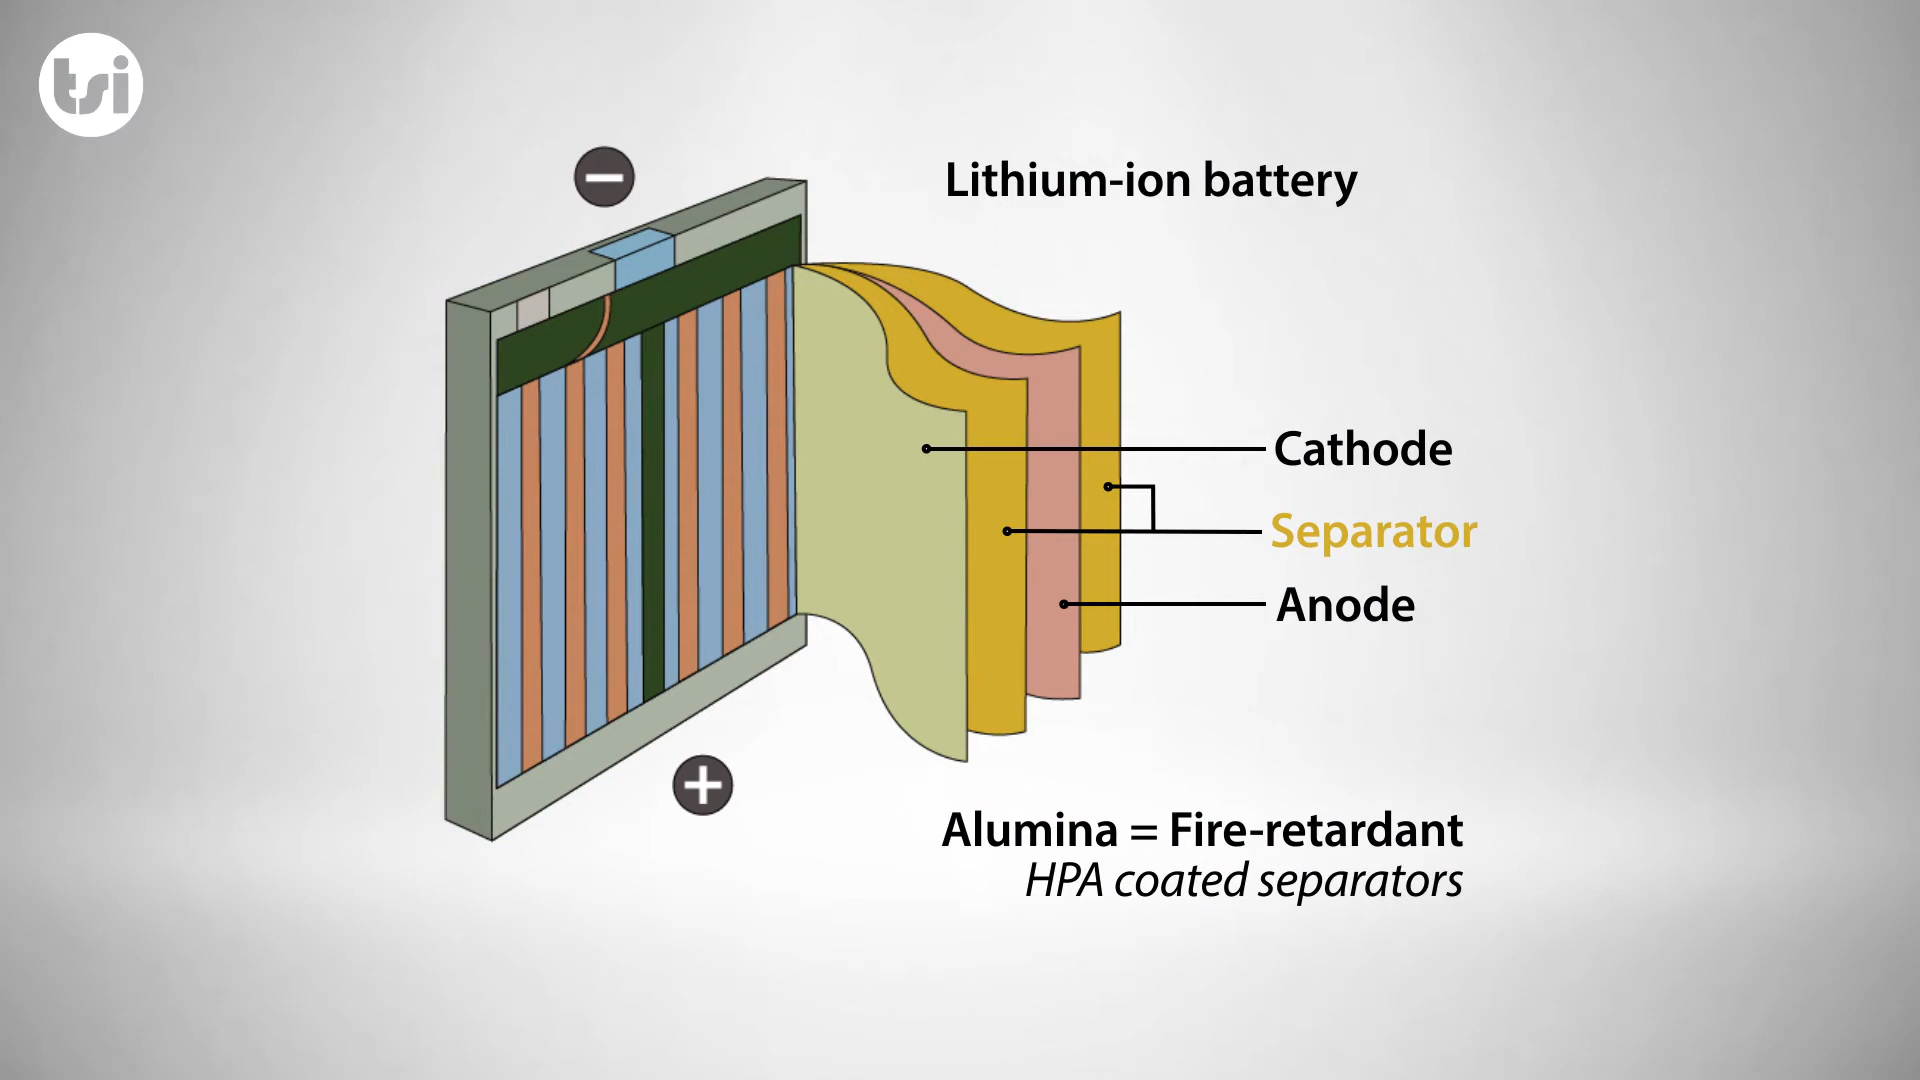 tsi
Lithium-ion battery
Cathode
Separator
Anode
Alumina = Fire-retardant
HPA coated separators